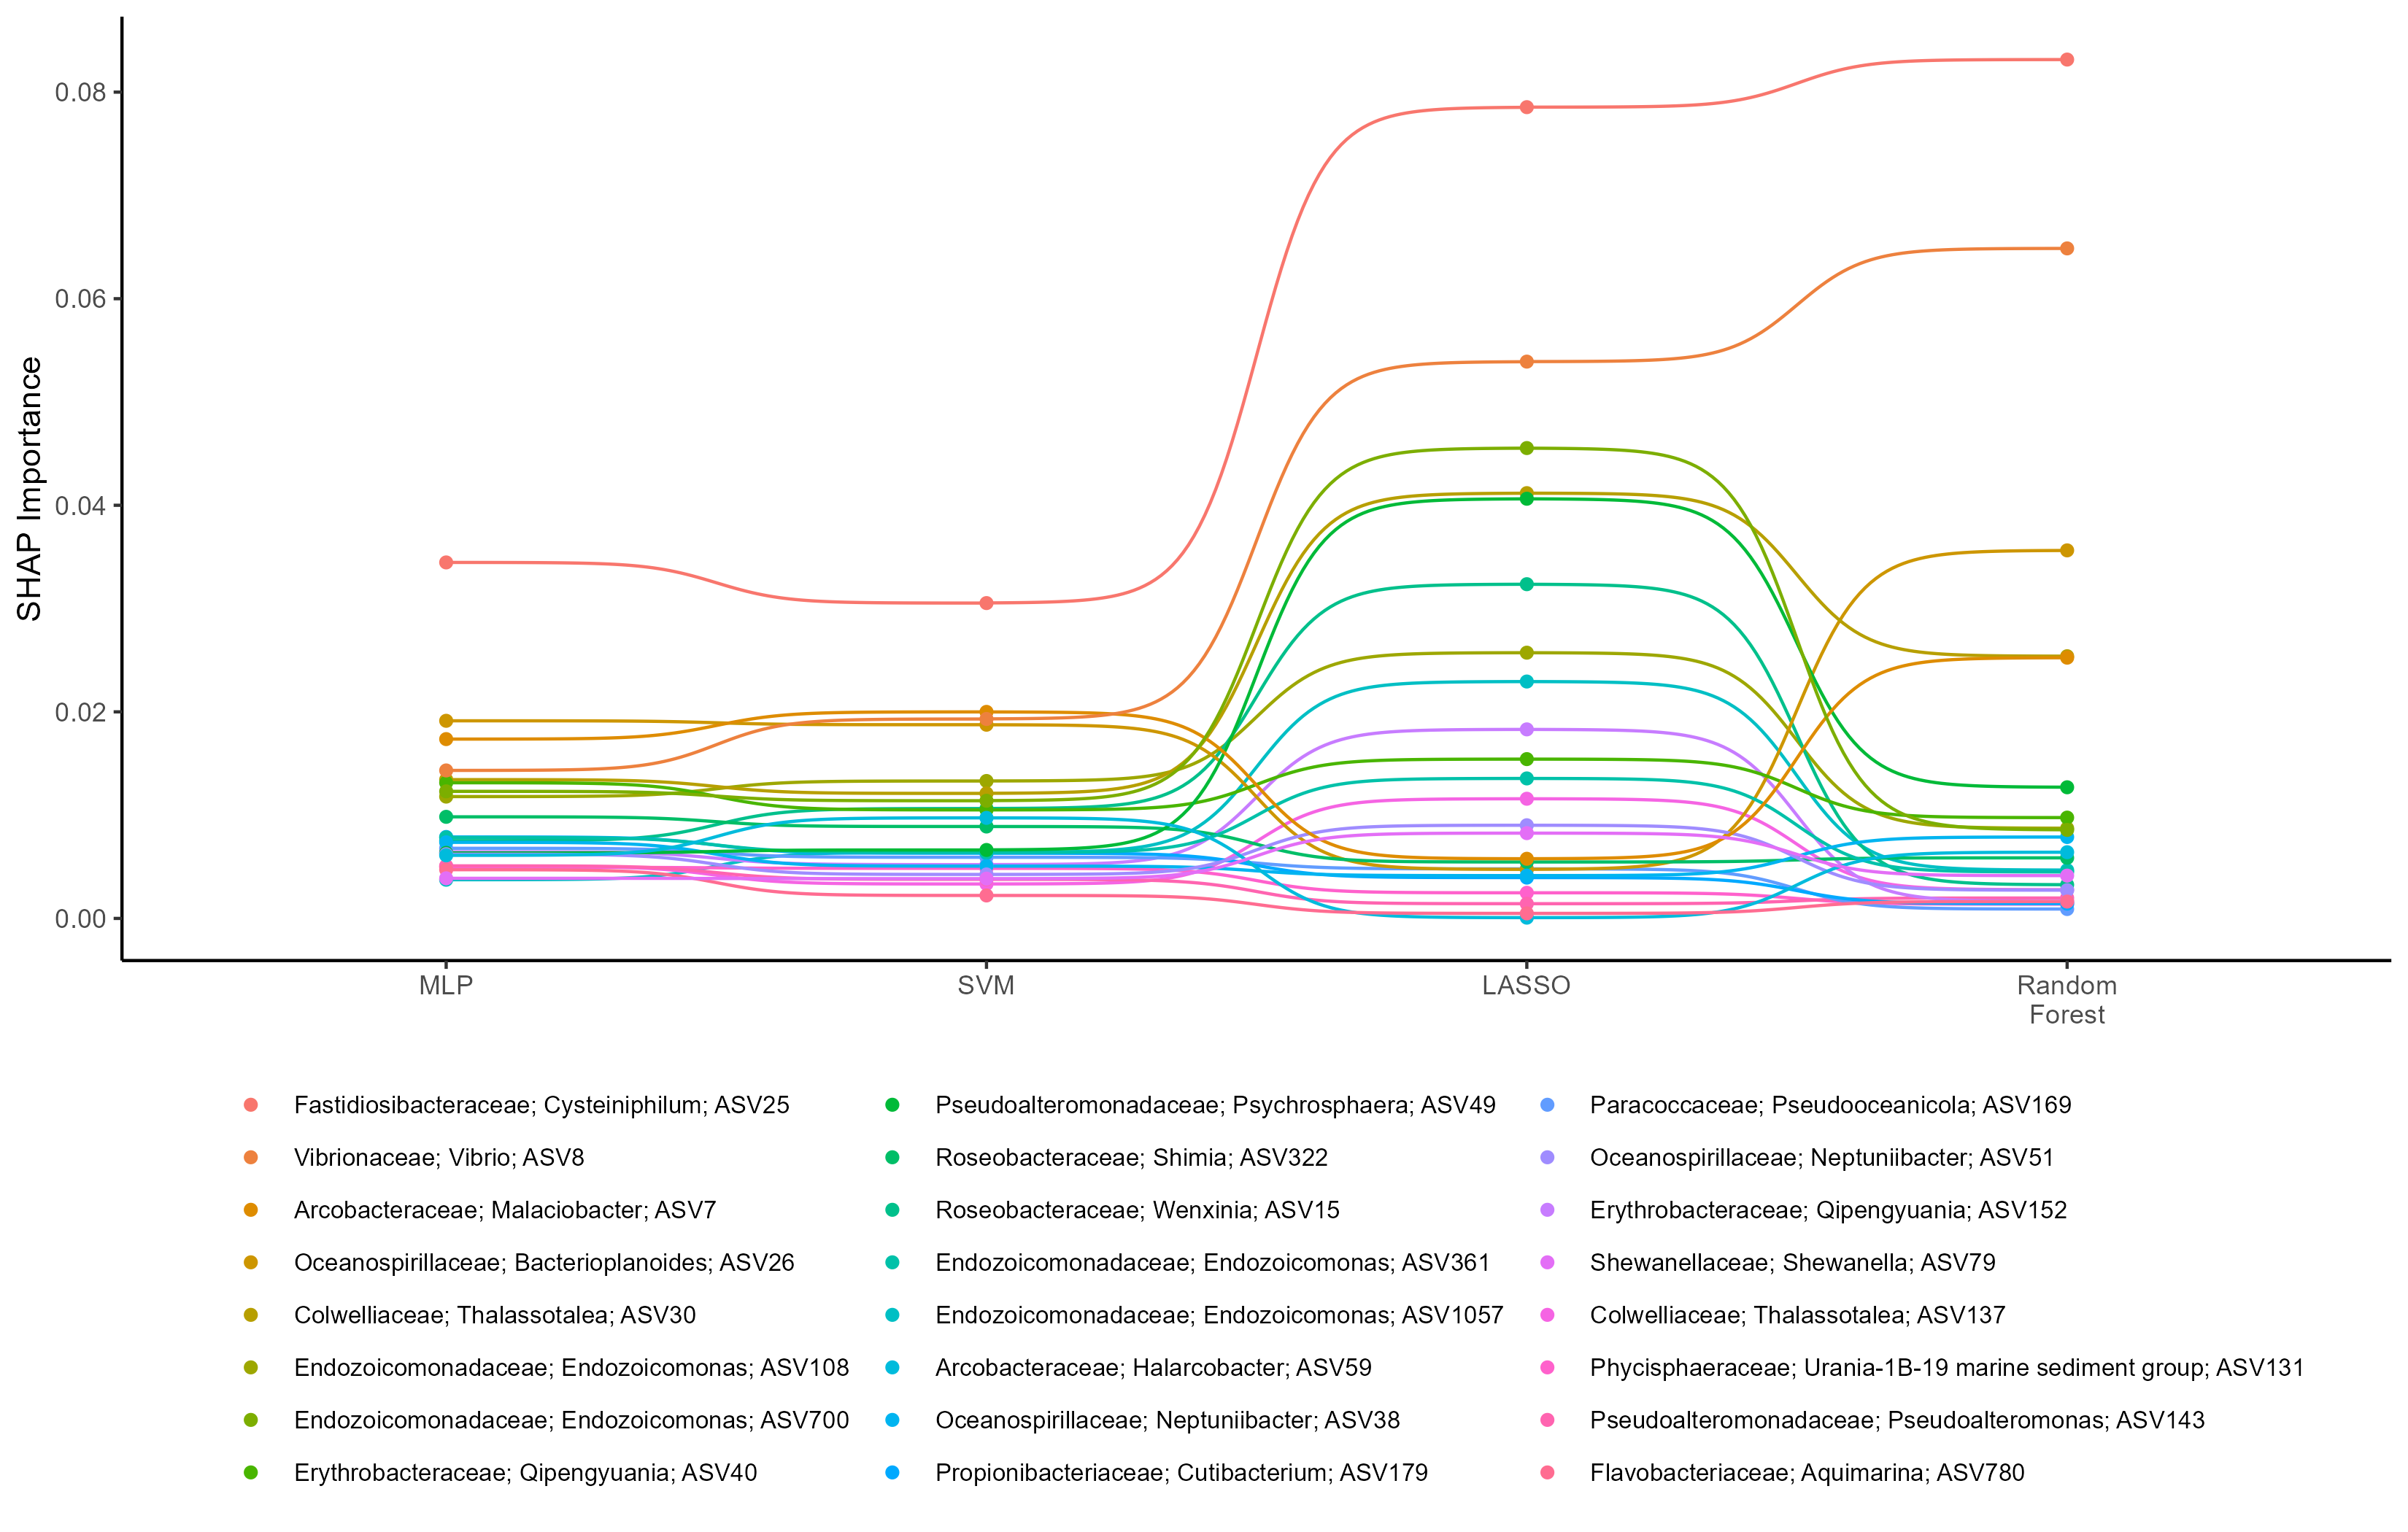 SHAP Importance
0.08
0.06
0.04
0.02
0.00
MLP
SVM
LASSO
Random
Forest
Fastidiosibacteraceae; Cysteiniphilum; ASV25
Vibrionaceae; Vibrio; ASV8
Arcobacteraceae; Malaciobacter; ASV7
Oceanospirillaceae; Bacterioplanoides; ASV26
Colwelliaceae; Thalassotalea; ASV30
Endozoicomonadaceae; Endozoicomonas; ASV108
Endozoicomonadaceae; Endozoicomonas; ASV700
Erythrobacteraceae; Qipengyuania; ASV40
Pseudoalteromonadaceae; Psychrosphaera; ASV49
Roseobacteraceae; Shimia; ASV322
Roseobacteraceae; Wenxinia; ASV15
Endozoicomonadaceae; Endozoicomonas; ASV361
Endozoicomonadaceae; Endozoicomonas; ASV1057
Arcobacteraceae; Halarcobacter; ASV59
Oceanospirillaceae; Neptuniibacter; ASV38
Propionibacteriaceae; Cutibacterium; ASV179
Paracoccaceae; Pseudooceanicola; ASV169
Oceanospirillaceae; Neptuniibacter; ASV51
Erythrobacteraceae; Qipengyuania; ASV152
Shewanellaceae; Shewanella; ASV79
Colwelliaceae; Thalassotalea; ASV137
Phycisphaeraceae; Urania-1B-19 marine sediment group; ASV131
Pseudoalteromonadaceae; Pseudoalteromonas; ASV143
Flavobacteriaceae; Aquimarina; ASV780